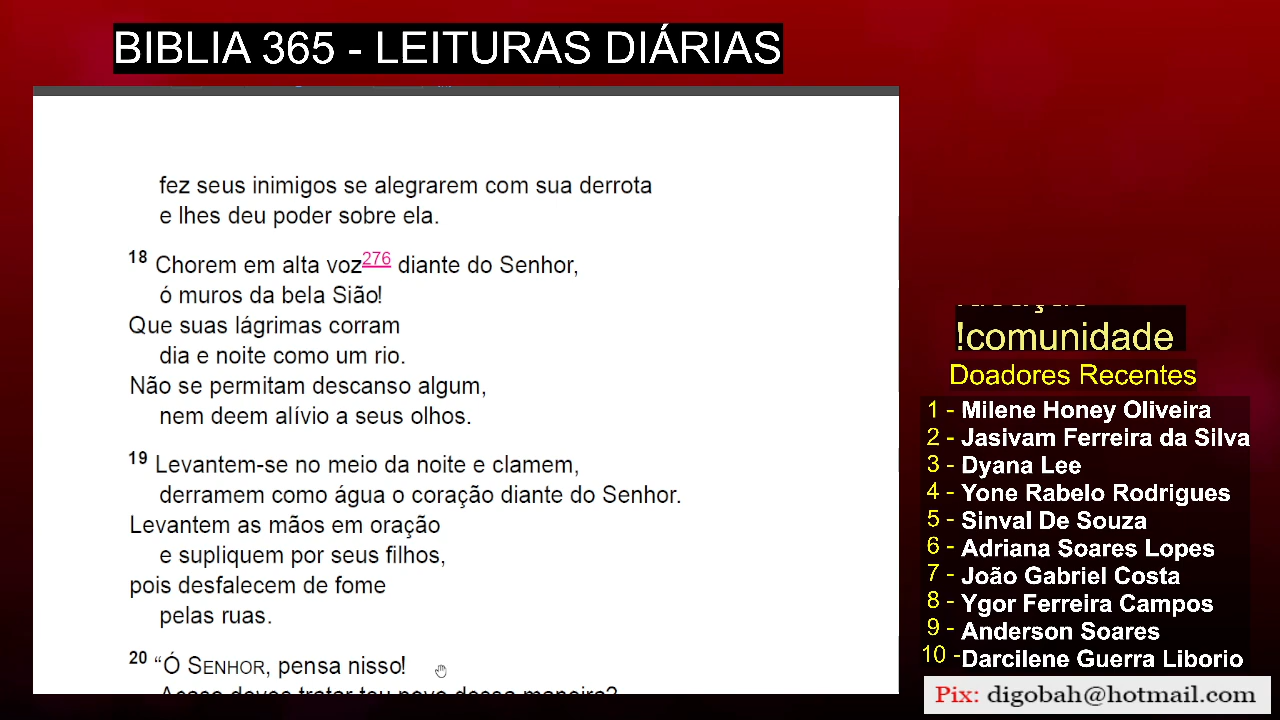 BIBLIA 365 - LEITURAS DIÁRIAS
fez seus inimigos se alegrarem com sua derrota
e lhes deu poder sobre ela.
18 Chorem em alta voz276 diante do Senhor,
ó muros da bela Sião!
Que suas lágrimas corram
dia e noite como um rio.
Não se permitam descanso algum,
nem deem alívio a seus olhos.
19 Levantem-se no meio da noite e clamem,
derramem como água o coração diante do Senhor.
Levantem as mãos em oração
e supliquem por seus filhos,
pois desfalecem de fome
pelas ruas.
20 “Ó SENHOR, pensa nisso!
!comunidade
Doadores Recentes
1 - Milene Honey Oliveira
2 - Jasivam Ferreira da Silva
3 - Dyana Lee
4 - Yone Rabelo Rodrigues
5 - Sinval De Souza
6 - Adriana Soares Lopes
7 - João Gabriel Costa
8 - Ygor Ferreira Campos
9 - Anderson Soares
10 - Darcilene Guerra Liborio
Pix: digobah@hotmail.com